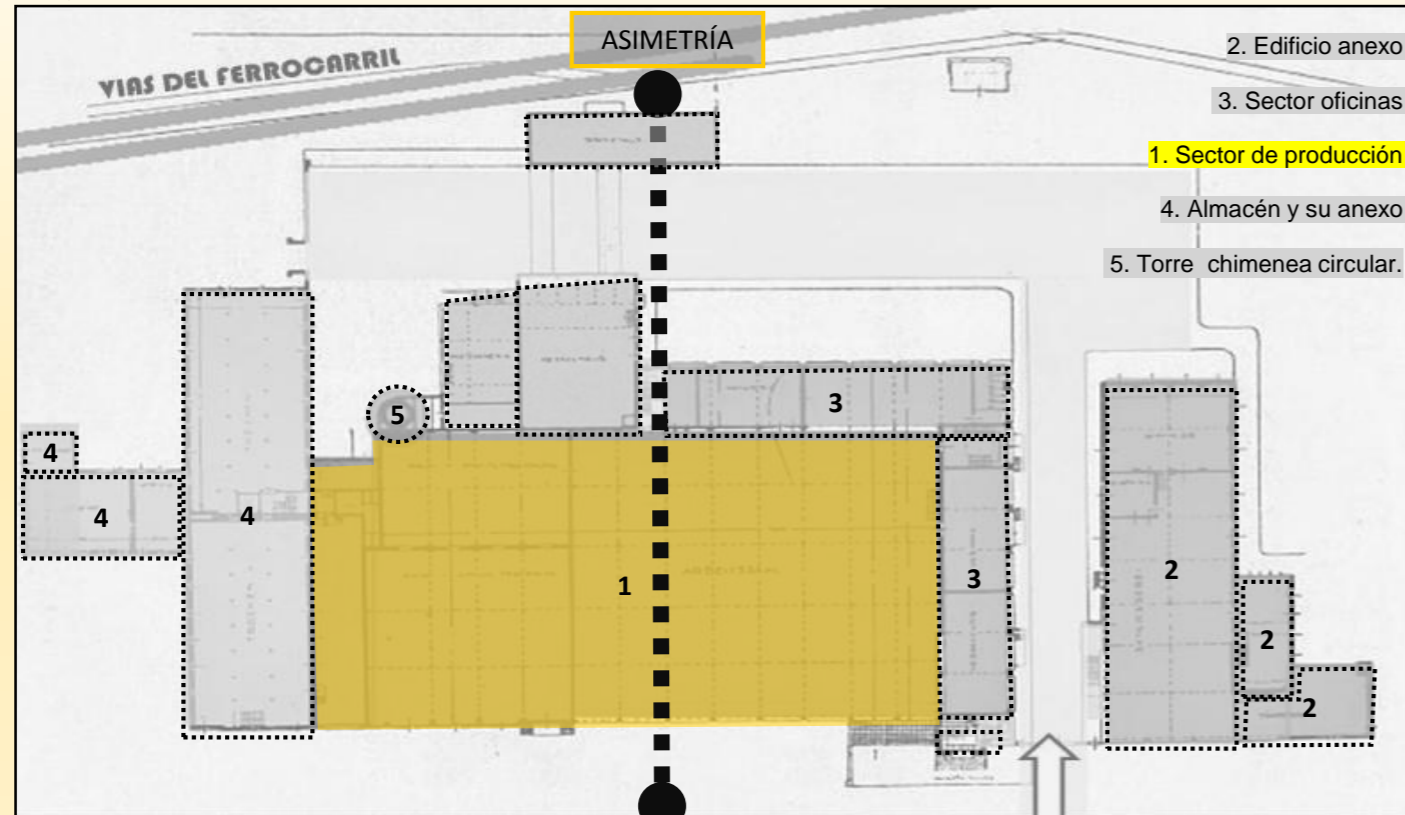 ASIMETRÍA
VIAS DEL FERROCARRIL
2. Edificio anexo
3. Sector oficinas
1. Sector de producción
4. Almacén y su anexo
5. Torre chimenea circular.
5
3
4
4
4
1
3
2
2
2